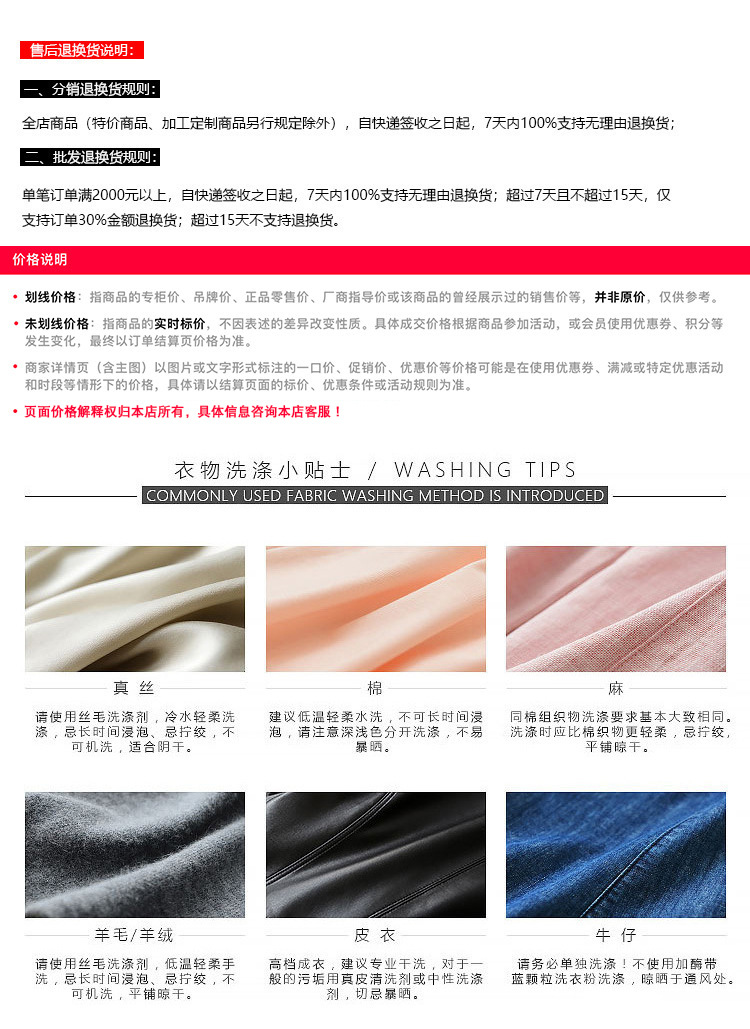 售后退换货说明：
一、分销退换货规则：
全店商品（特价商品、加工定制商品另行规定除外），自快递签收之日起，7天内100%支持无理由退换货；
二、批发退换货规则：
单笔订单满2000元以上，自快递签收之日起，7天内100%支持无理由退换货；超过7天且不超过15天，仅
支持订单30%金额退换货；超过15天不支持退换货。
价格说明
• 划线价格：指商品的专柜价、吊牌价、正品零售价、厂商指导价或该商品的曾经展示过的销售价等，并非原价，仅供参考。
• 未划线价格：指商品的实时标价，不因表述的差异改变性质。具体成交价格根据商品参加活动，或会员使用优惠券、积分等
发生变化，最终以订单结算页价格为准。
• 商家详情页（含主图）以图片或文字形式标注的一口价、促销价、优惠价等价格可能是在使用优惠券、满减或特定优惠活动
和时段等情形下的价格，具体请以结算页面的标价、优惠条件或活动规则为准。
• 页面价格解释权归本店所有，具体信息咨询本店客服！
衣物洗涤小贴士 / WASHING TIPS
COMMONLY USED FABRIC WASHING METHOD IS INTRODUCED
真丝
请使用丝毛洗涤剂，冷水轻柔洗
涤，忌长时间浸泡、忌拧绞，不
可机洗，适合阴干。
棉
建议低温轻柔水洗，不可长时间浸
泡，请注意深浅色分开洗涤，不易
暴晒。
麻
同棉组织物洗涤要求基本大致相同。
洗涤时应比棉织物更轻柔，忌拧绞，
平铺晾干。
羊毛/羊绒
请使用丝毛洗涤剂，低温轻柔手
洗，忌长时间浸泡、忌拧绞，不
可机洗，平铺晾干。
皮衣
高档成衣，建议专业干洗，对于一
般的污垢用真皮清洗剂或中性洗涤
剂，切忌暴晒。
牛仔
请务必单独洗涤！不使用加酶带
蓝颗粒洗衣粉洗涤，晾晒于通风处。